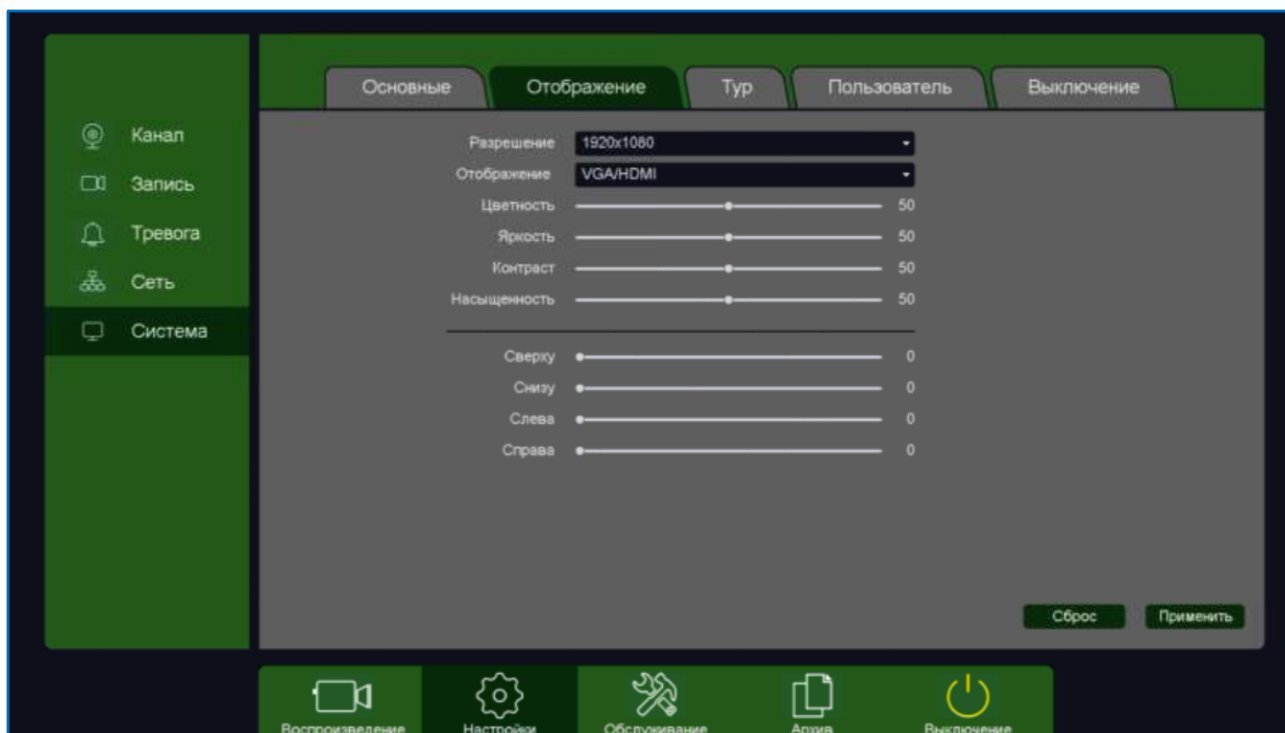 Основные Отображение Тур Пользователь Выключение
Канал
Запись
Тревога
Сеть
Система
Разрешение 1920x1080
Отображение VGA/HDMI
Цветность 50
Яркость 50
Контраст 50
Насыщенность 50
Сверху 0
Снизу 0
Слева 0
Справа 0
Сброс Применить
Воспроизведение Настройки Обслуживание Архив Выключение